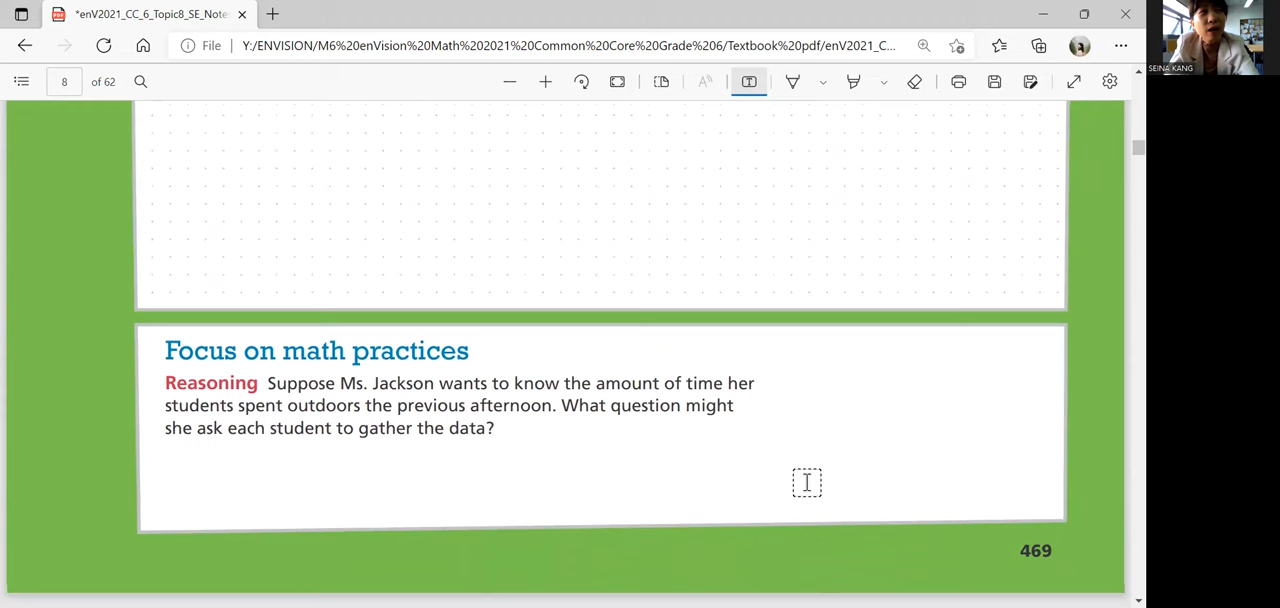 *enV2021_CC_6_Topic8_SE_Note
File
Y:/ENVISION/M6%20enVision%20Math%202021%20Common%20Core%20Grade%206/Textbook%20pdf/enV2021_C...
8 of 62
SEINA KANG
Focus on math practices
Reasoning Suppose Ms. Jackson wants to know the amount of time her
students spent outdoors the previous afternoon. What question might
she ask each student to gather the data?
469